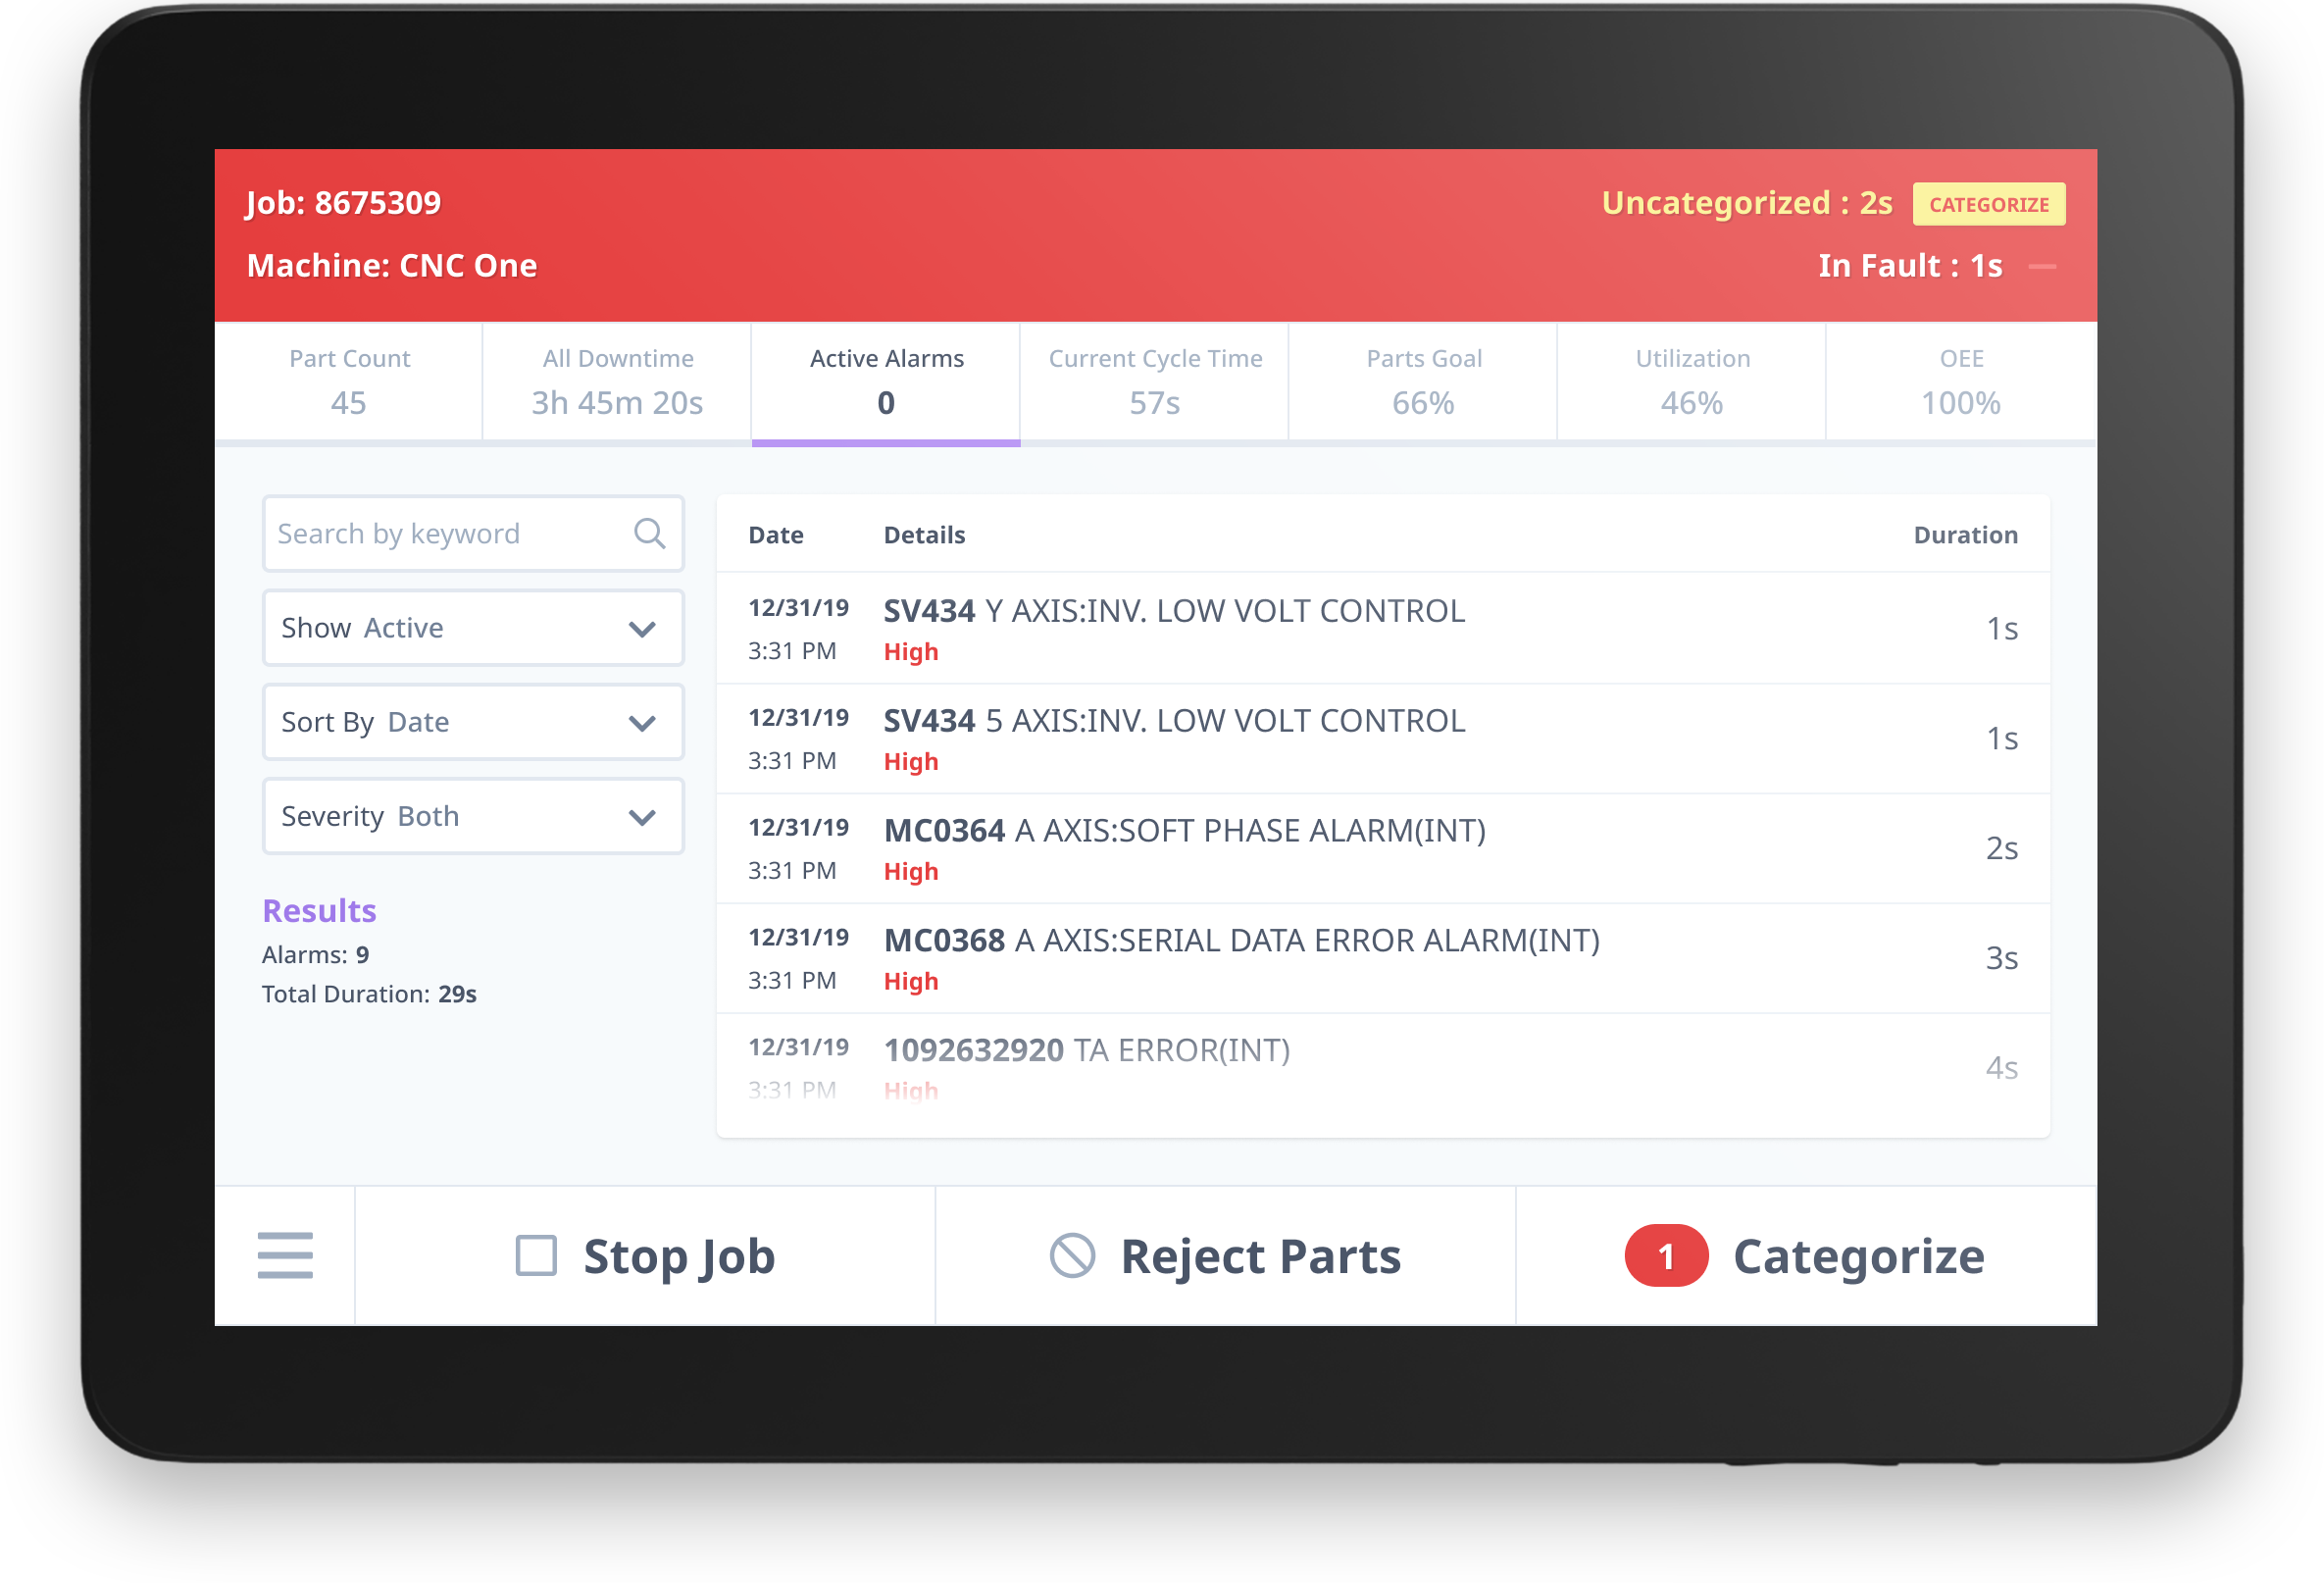 Job: 8675309
Uncategorized : 2s CATEGORIZE
Machine: CNC One
In Fault : 1s
Part Count
45
All Downtime
3h 45m 20s
Active Alarms
0
Current Cycle Time
57s
Parts Goal
66%
Utilization
46%
OEE
100%
Search by keyword
Show Active
Sort By Date
Severity Both
Results
Alarms: 9
Total Duration: 29s
Date Details Duration
12/31/19 SV434 Y AXIS:INV. LOW VOLT CONTROL 1s
3:31 PM High
12/31/19 SV434 5 AXIS:INV. LOW VOLT CONTROL 1s
3:31 PM High
12/31/19 MC0364 A AXIS:SOFT PHASE ALARM(INT) 2s
3:31 PM High
12/31/19 MC0368 A AXIS:SERIAL DATA ERROR ALARM(INT) 3s
3:31 PM High
12/31/19 1092632920 TA ERROR(INT) 4s
3:31 PM High
Stop Job
Reject Parts
1 Categorize